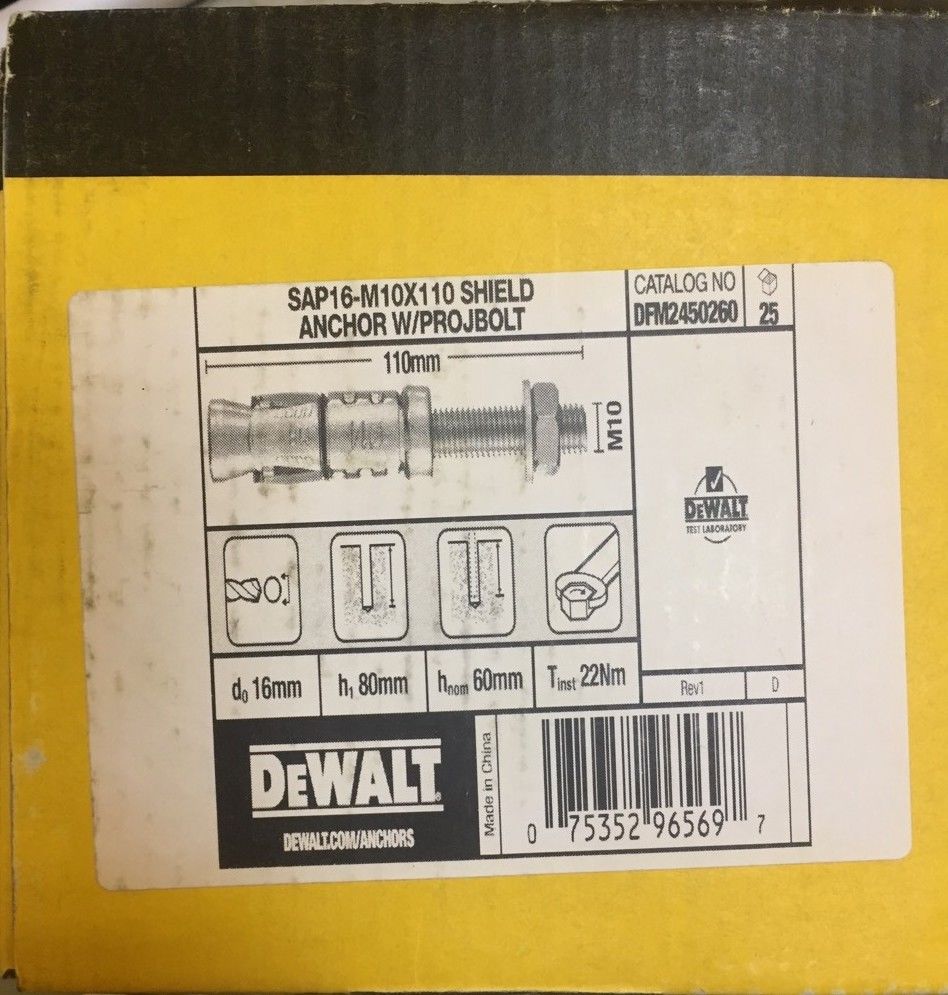 SAP16-M10X110 SHIELD
ANCHOR W/PROJBOLT
CATALOG NO
DFM2450260
25
110mm
M10
DEWALT
TEST LABORATORY
d₀ 16mm
h₁ 80mm
hnom 60mm
Tinst 22Nm
Rev1
D
DEWALT®
DEWALT.COM/ANCHORS
Made in China
0 75352 96569 7